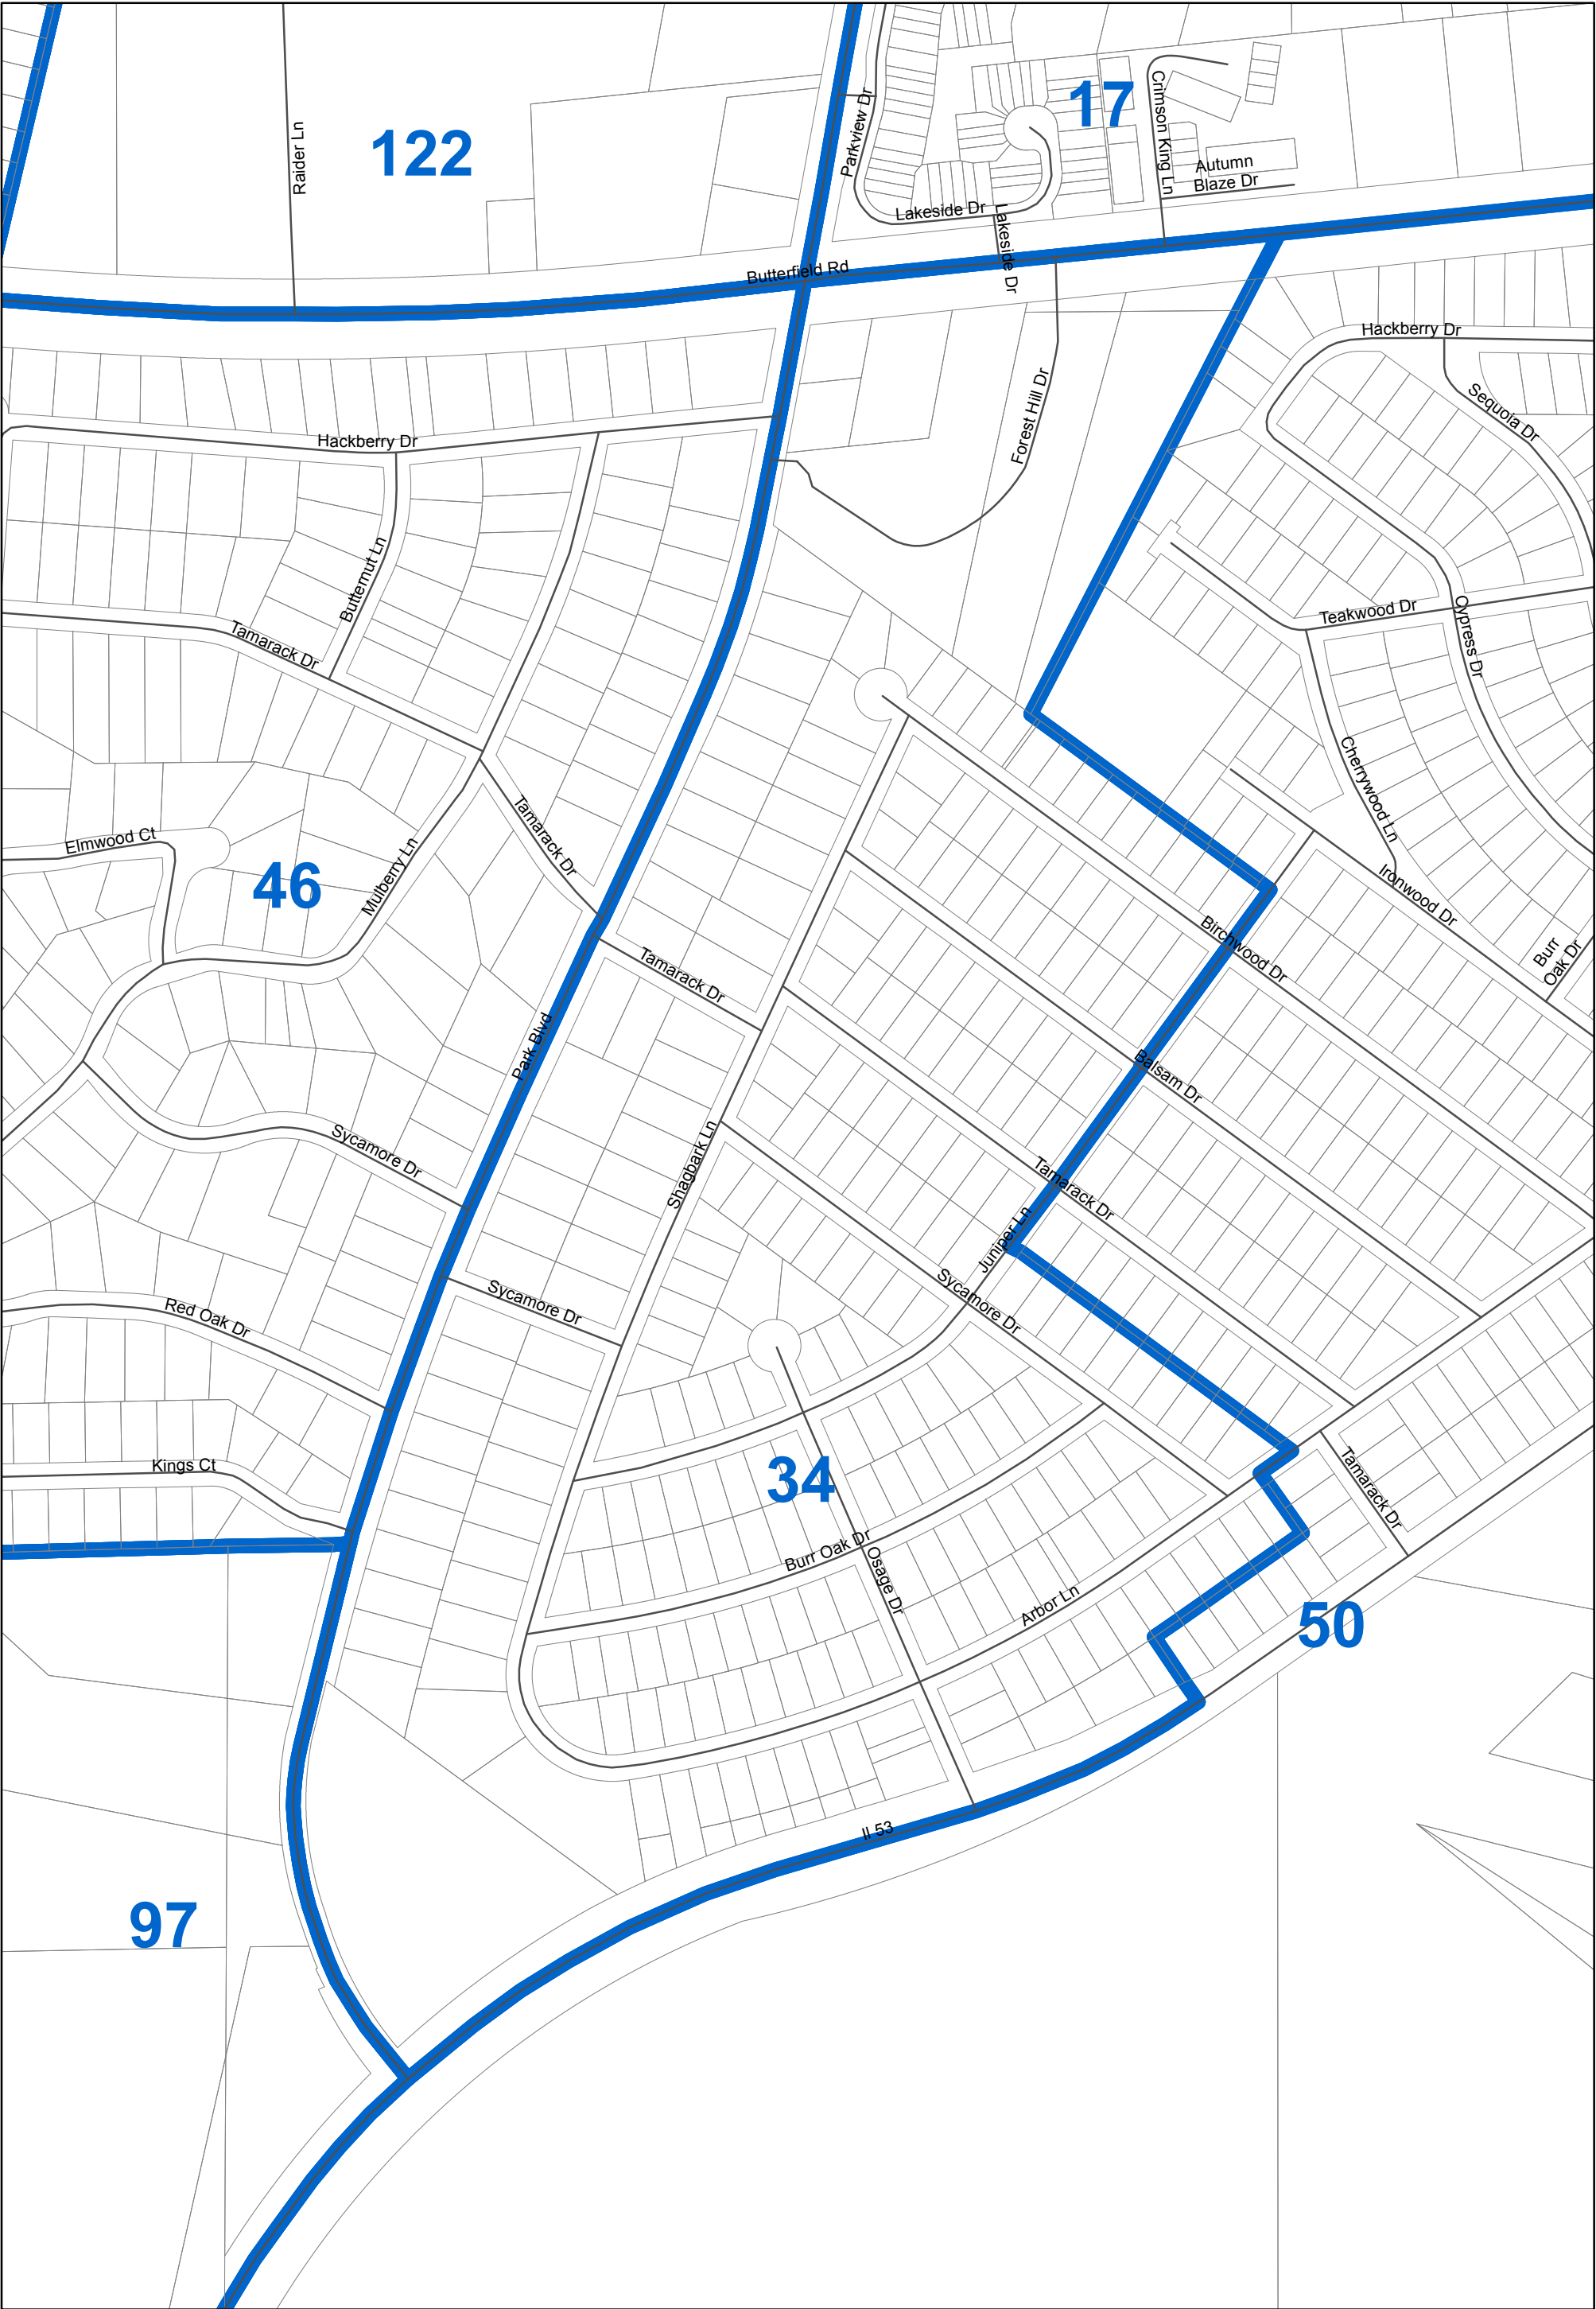 17
Crimson King Ln
Parkview Dr
Raider Ln
122
Autumn
Blaze Dr
Lakeside Dr
Lakeside Dr
Butterfield Rd
Hackberry Dr
Forest Hill Dr
Sequoia Dr
Hackberry Dr
Butternut Ln
Teakwood Dr
Cypress Dr
Tamarack Dr
Cherrywood Ln
Tamarack Dr
Elmwood Ct
46
Mulberry Ln
Ironwood Dr
Birchwood Dr
Burr
Oak Dr
Tamarack Dr
Park Blvd
Balsam Dr
Sycamore Dr
Shagbark Ln
Tamarack Dr
Juniper Ln
Sycamore Dr
Sycamore Dr
Red Oak Dr
Kings Ct
34
Tamarack Dr
Burr Oak Dr
Osage Dr
Arbor Ln
50
Il 53
97